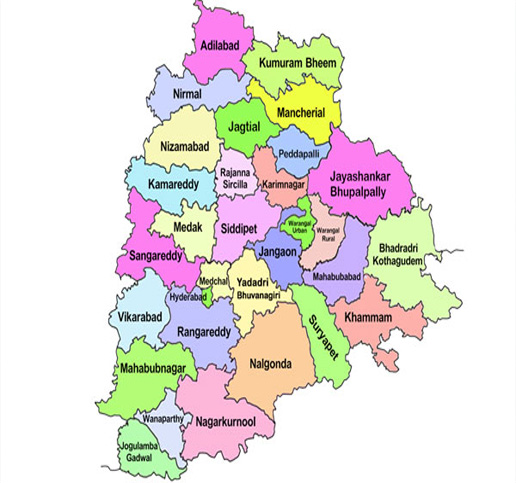 Adilabad
Kumuram Bheem
Nirmal
Mancherial
Jagtial
Nizamabad
Peddapalli
Rajanna
Sircilla
Kamareddy
Karimnagar
Jayashankar
Bhupalpally
Medak
Siddipet
Warangal
Urban
Warangal
Rural
Sangareddy
Jangaon
Bhadradri
Kothagudem
Mahabubabad
Medchal
Yadadri
Bhuvanagiri
Hyderabad
Vikarabad
Rangareddy
Suryapet
Khammam
Mahabubnagar
Nalgonda
Wanaparthy
Nagarkurnool
Jogulamba
Gadwal